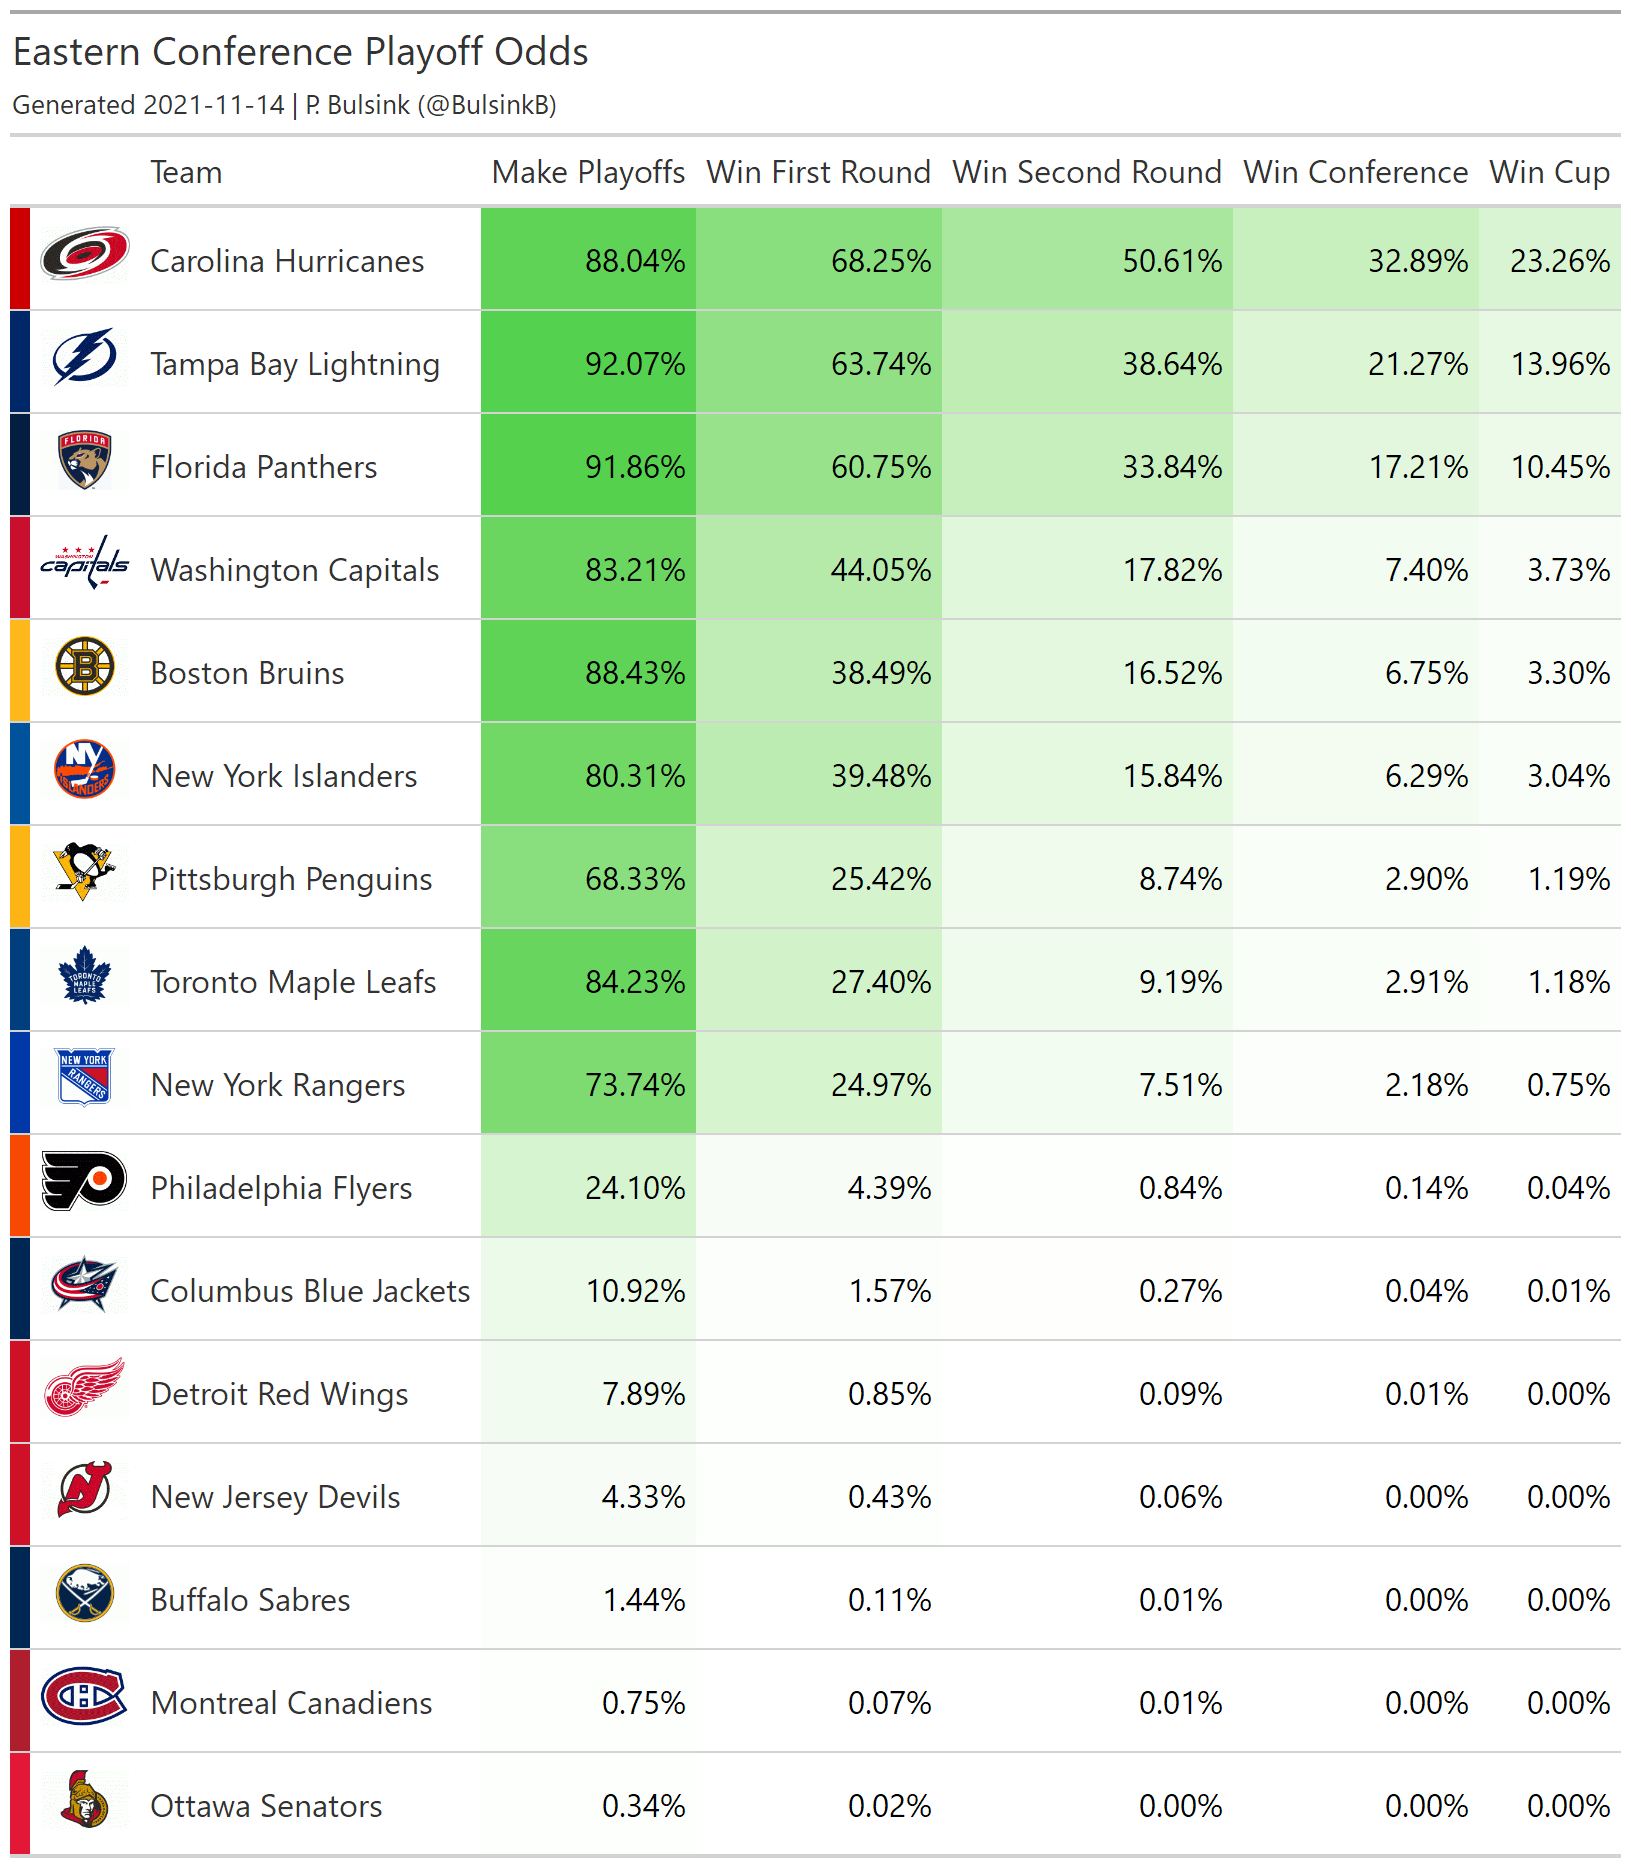 Eastern Conference Playoff Odds
Generated 2021-11-14 | P. Bulsink (@BulsinkB)
Team Make Playoffs Win First Round Win Second Round Win Conference Win Cup
Carolina Hurricanes 88.04% 68.25% 50.61% 32.89% 23.26%
Tampa Bay Lightning 92.07% 63.74% 38.64% 21.27% 13.96%
FLORIDA
Florida Panthers 91.86% 60.75% 33.84% 17.21% 10.45%
WASHINGTON
capitals
Washington Capitals 83.21% 44.05% 17.82% 7.40% 3.73%
B
Boston Bruins 88.43% 38.49% 16.52% 6.75% 3.30%
NY
ISLANDERS
New York Islanders 80.31% 39.48% 15.84% 6.29% 3.04%
Pittsburgh Penguins 68.33% 25.42% 8.74% 2.90% 1.19%
TORONTO
MAPLE
LEAFS
Toronto Maple Leafs 84.23% 27.40% 9.19% 2.91% 1.18%
NEW YORK
RANGERS
New York Rangers 73.74% 24.97% 7.51% 2.18% 0.75%
Philadelphia Flyers 24.10% 4.39% 0.84% 0.14% 0.04%
Columbus Blue Jackets 10.92% 1.57% 0.27% 0.04% 0.01%
Detroit Red Wings 7.89% 0.85% 0.09% 0.01% 0.00%
New Jersey Devils 4.33% 0.43% 0.06% 0.00% 0.00%
Buffalo Sabres 1.44% 0.11% 0.01% 0.00% 0.00%
Montreal Canadiens 0.75% 0.07% 0.01% 0.00% 0.00%
Ottawa Senators 0.34% 0.02% 0.00% 0.00% 0.00%